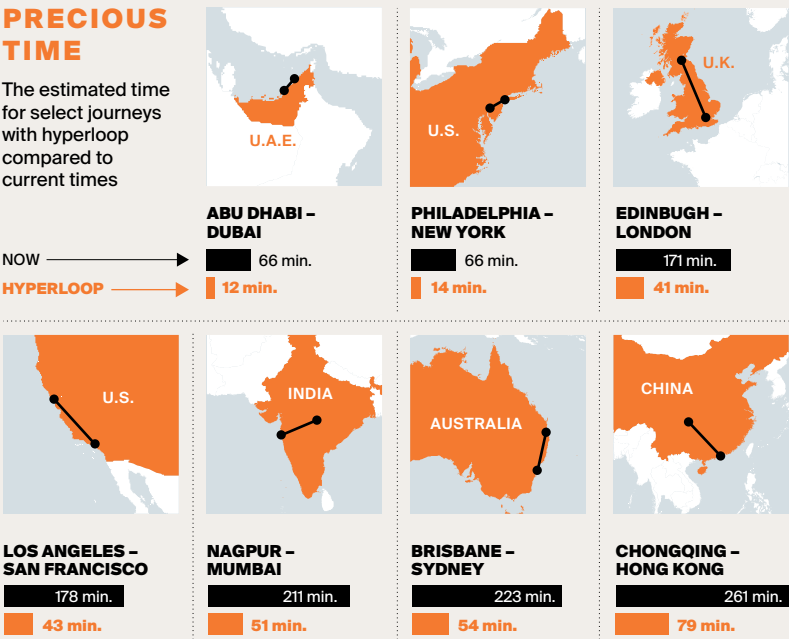 PRECIOUS
TIME
The estimated time
for select journeys
with hyperloop
compared to
current times
NOW
HYPERLOOP
U.A.E.
ABU DHABI –
DUBAI
66 min.
12 min.
U.S.
PHILADELPHIA –
NEW YORK
66 min.
14 min.
U.K.
EDINBUGH –
LONDON
171 min.
41 min.
U.S.
LOS ANGELES –
SAN FRANCISCO
178 min.
43 min.
INDIA
NAGPUR –
MUMBAI
211 min.
51 min.
AUSTRALIA
BRISBANE –
SYDNEY
223 min.
54 min.
CHINA
CHONGQING –
HONG KONG
261 min.
79 min.